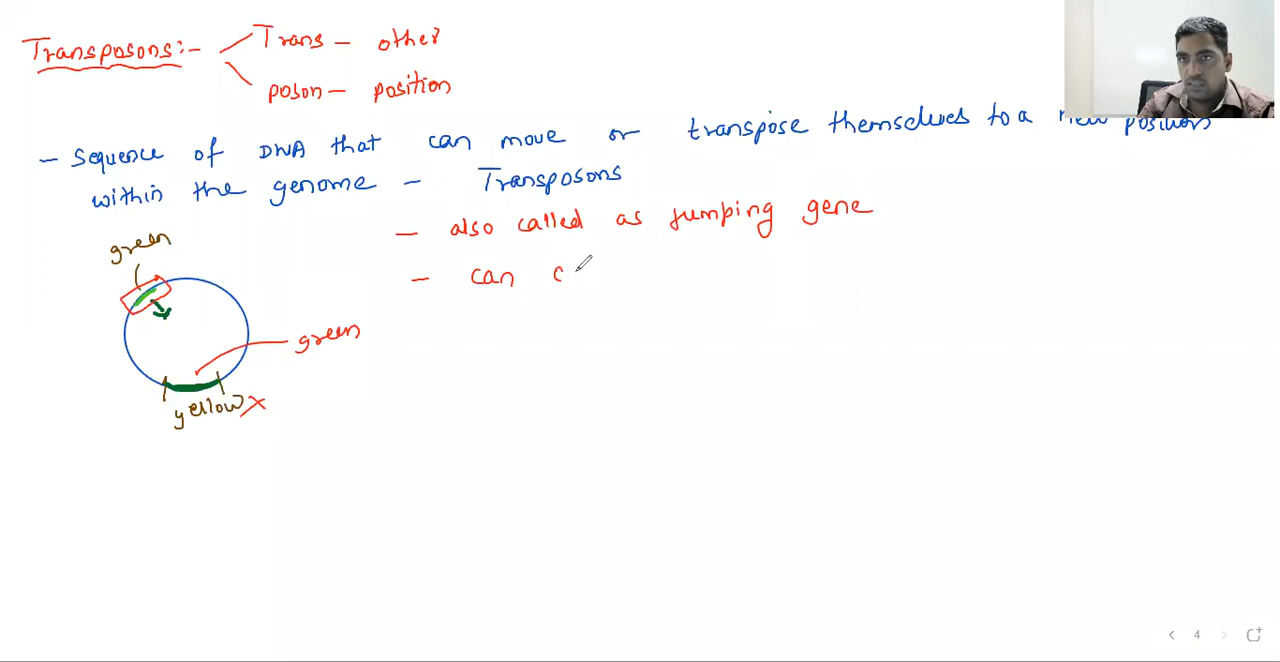 Transposons:- Trans - other
poson - position
- Sequence of DNA that can move or transpose themselves to a new position
within the genome - Transposons
- also called as Jumping gene
- can c
green
green
yellow x
4